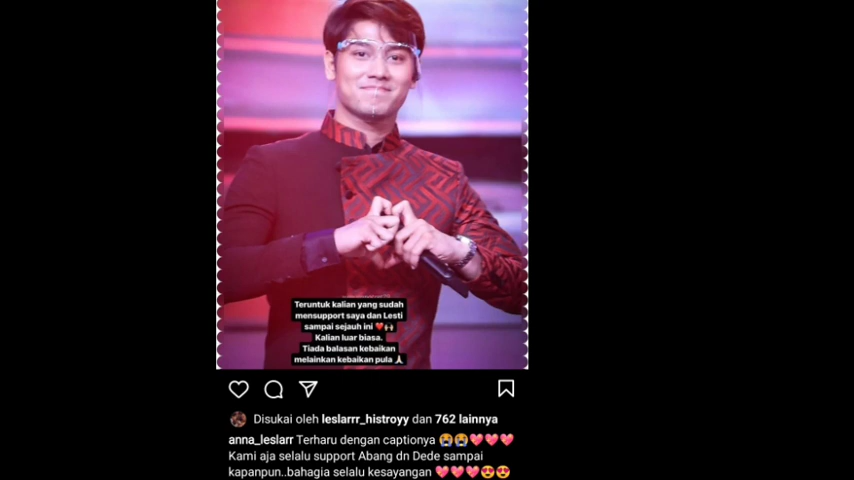 Teruntuk kalian yang sudah
mensupport saya dan Lesti
sampai sejauh ini ❤️🙌🏻
Kalian luar biasa.
Tiada balasan kebaikan
melainkan kebaikan pula 🙏🏻
Disukai oleh leslarrr_histroyy dan 762 lainnya
anna_leslarr Terharu dengan captionya 😭😭💖💖💖
Kami aja selalu support Abang dn Dede sampai
kapanpun..bahagia selalu kesayangan 💖💖💖😍😍